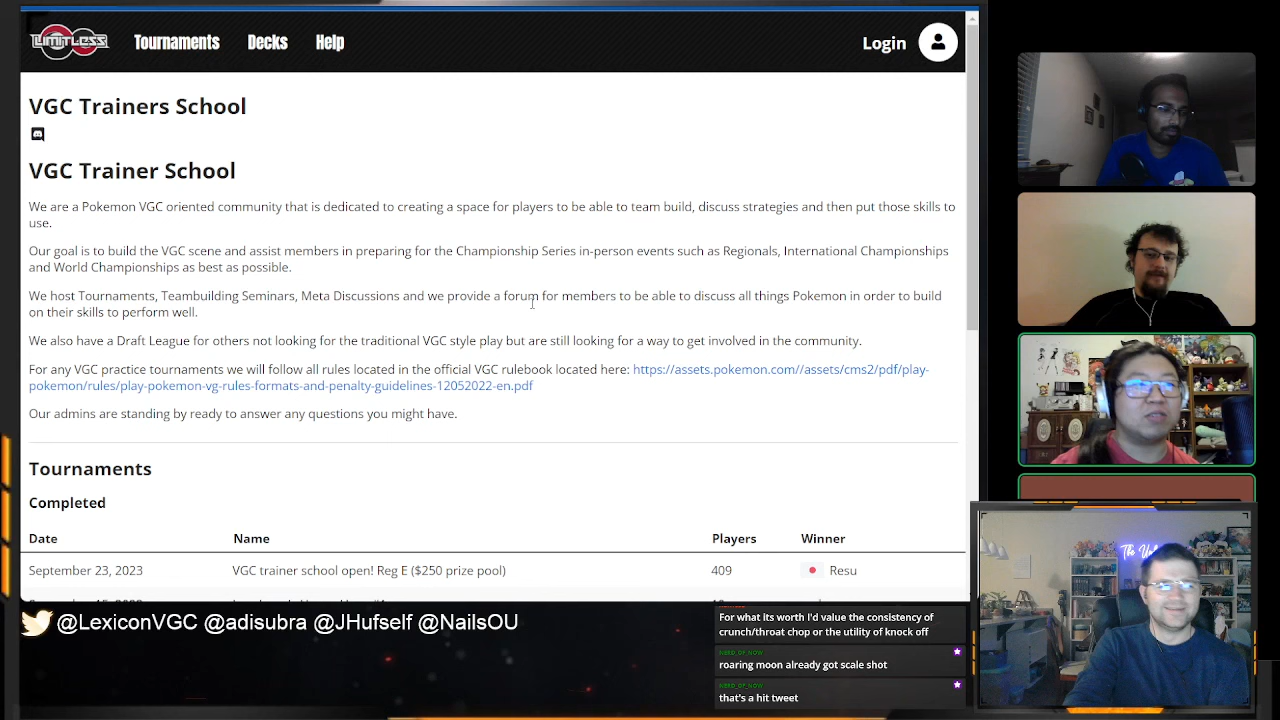 LIMITLESS Tournaments Decks Help Login
VGC Trainers School
VGC Trainer School
We are a Pokemon VGC oriented community that is dedicated to creating a space for players to be able to team build, discuss strategies and then put those skills to
use.
Our goal is to build the VGC scene and assist members in preparing for the Championship Series in-person events such as Regionals, International Championships
and World Championships as best as possible.
We host Tournaments, Teambuilding Seminars, Meta Discussions and we provide a forum for members to be able to discuss all things Pokemon in order to build
on their skills to perform well.
We also have a Draft League for others not looking for the traditional VGC style play but are still looking for a way to get involved in the community.
For any VGC practice tournaments we will follow all rules located in the official VGC rulebook located here: https://assets.pokemon.com//assets/cms2/pdf/play-
pokemon/rules/play-pokemon-vg-rules-formats-and-penalty-guidelines-12052022-en.pdf
Our admins are standing by ready to answer any questions you might have.
Tournaments
Completed
Date Name Players Winner
September 23, 2023 VGC trainer school open! Reg E ($250 prize pool) 409 Resu
@LexiconVGC @adisubra @JHufself @NailsOU
For what its worth I'd value the consistency of
crunch/throat chop or the utility of knock off
NERD_OF_NOW
roaring moon already got scale shot
NERD_OF_NOW
that's a hit tweet
The